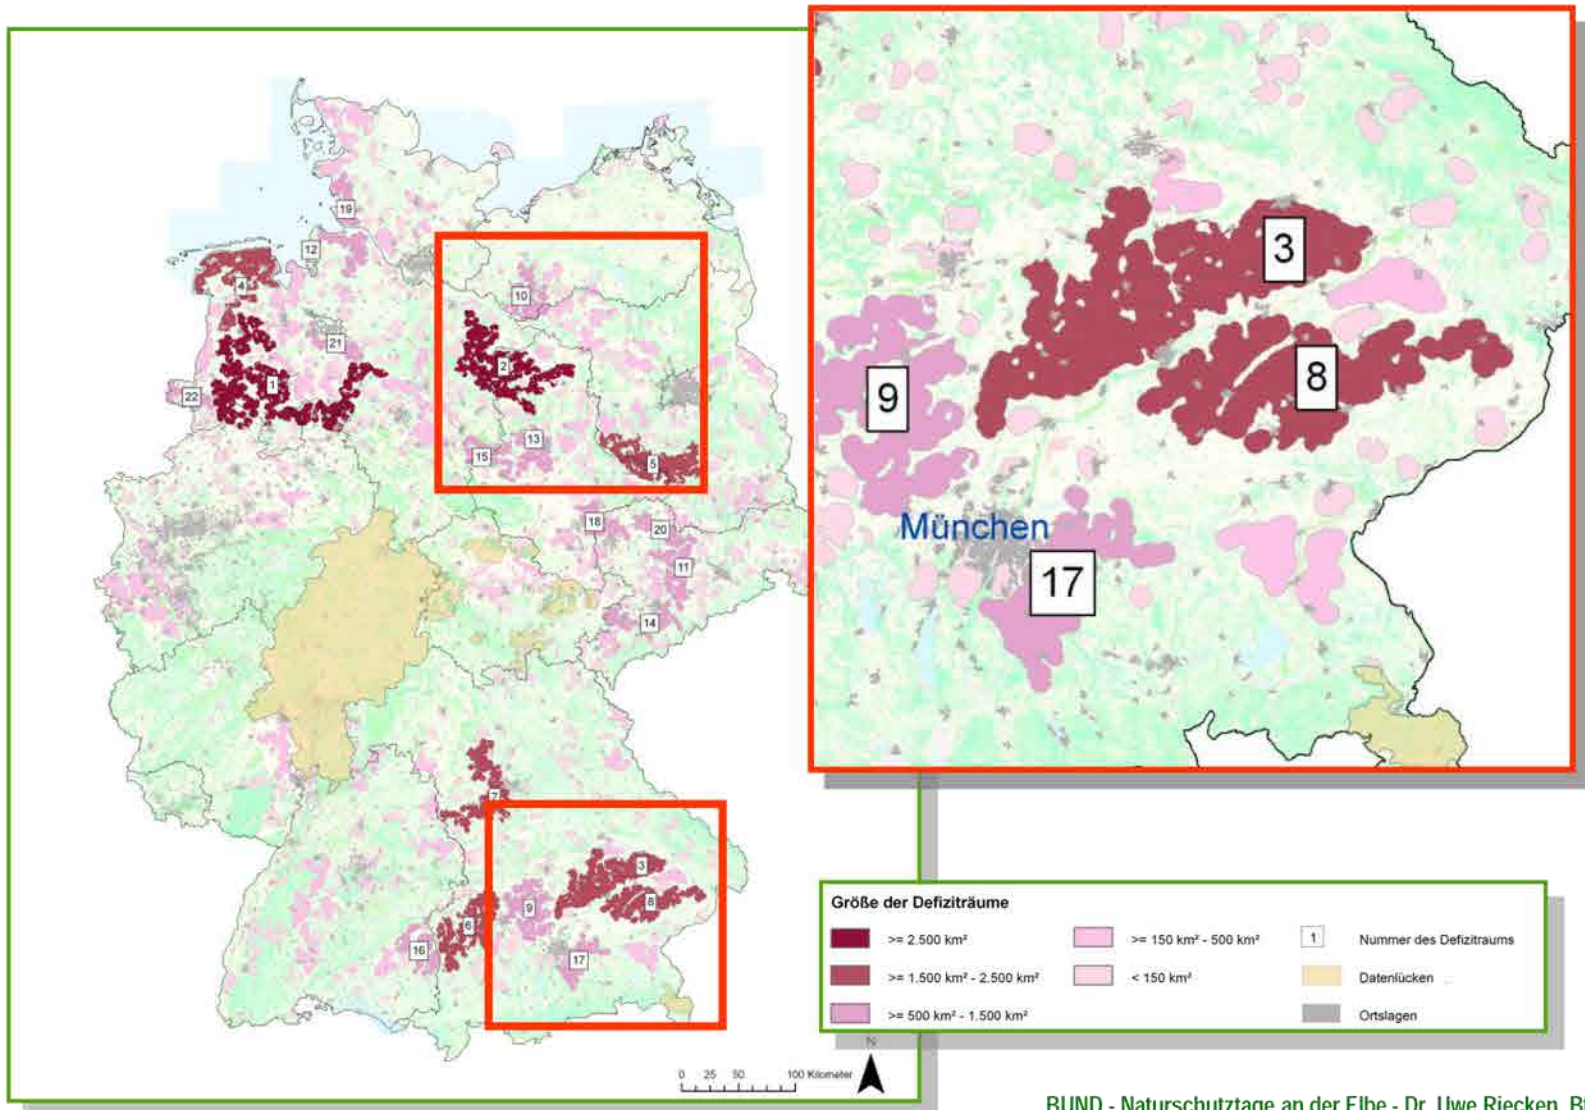 19
12
4
10
21
2
1
22
13
15
5
18
20
11
14
7
3
8
9
6
16
17
0 25 50 100 Kilometer
N
3
8
9
München
17
Größe der Defiziträume
>= 2.500 km²
>= 1.500 km² - 2.500 km²
>= 500 km² - 1.500 km²
>= 150 km² - 500 km²
< 150 km²
1 Nummer des Defizitraums
Datenlücken
Ortslagen
BUND - Naturschutztage an der Elbe - Dr. Uwe Riecken, Bf